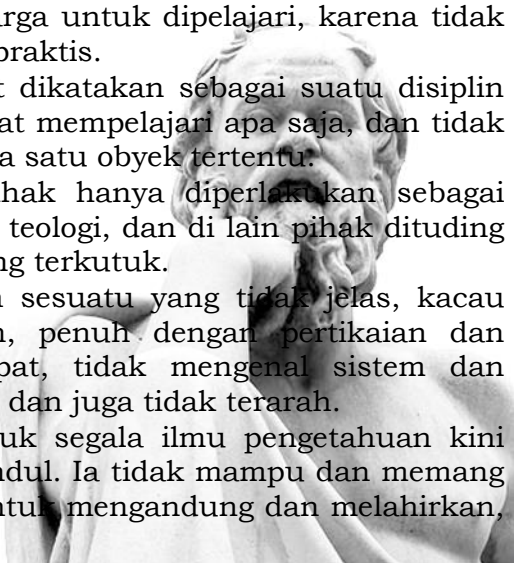 rga untuk dipelajari, karena tidak
praktis.
t dikatakan sebagai suatu disiplin
at mempelajari apa saja, dan tidak
a satu obyek tertentu.
ihak hanya diperlakukan sebagai
teologi, dan di lain pihak dituding
ng terkutuk.
n sesuatu yang tidak jelas, kacau
n, penuh dengan pertikaian dan
pat, tidak mengenal sistem dan
dan juga tidak terarah.
uk segala ilmu pengetahuan kini
ndul. Ia tidak mampu dan memang
ntuk mengandung dan melahirkan,